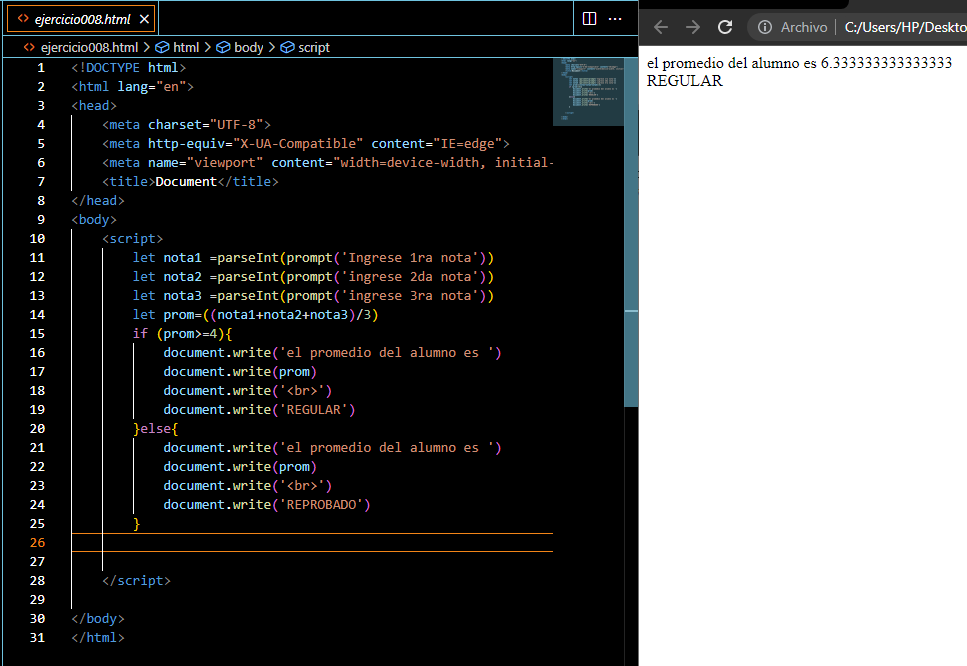 ejercicio008.html
ejercicio008.html > html > body > script
1 <!DOCTYPE html>
2 <html lang="en">
3 <head>
4 <meta charset="UTF-8">
5 <meta http-equiv="X-UA-Compatible" content="IE=edge">
6 <meta name="viewport" content="width=device-width, initial-
7 <title>Document</title>
8 </head>
9 <body>
10 <script>
11 let nota1 =parseInt(prompt('Ingrese 1ra nota'))
12 let nota2 =parseInt(prompt('ingrese 2da nota'))
13 let nota3 =parseInt(prompt('ingrese 3ra nota'))
14 let prom=((nota1+nota2+nota3)/3)
15 if (prom>=4){
16 document.write('el promedio del alumno es ')
17 document.write(prom)
18 document.write('<br>')
19 document.write('REGULAR')
20 }else{
21 document.write('el promedio del alumno es ')
22 document.write(prom)
23 document.write('<br>')
24 document.write('REPROBADO')
25 }
26
27
28 </script>
29
30 </body>
31 </html>
Archivo | C:/Users/HP/Deskto
el promedio del alumno es 6.333333333333333
REGULAR